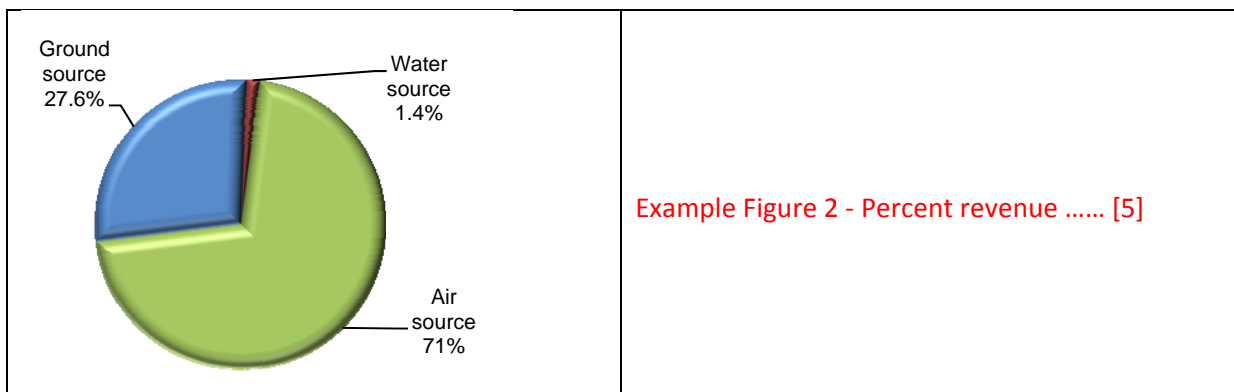 Ground
source
27.6%
Water
source
1.4%
Air
source
71%
Example Figure 2 - Percent revenue …… [5]